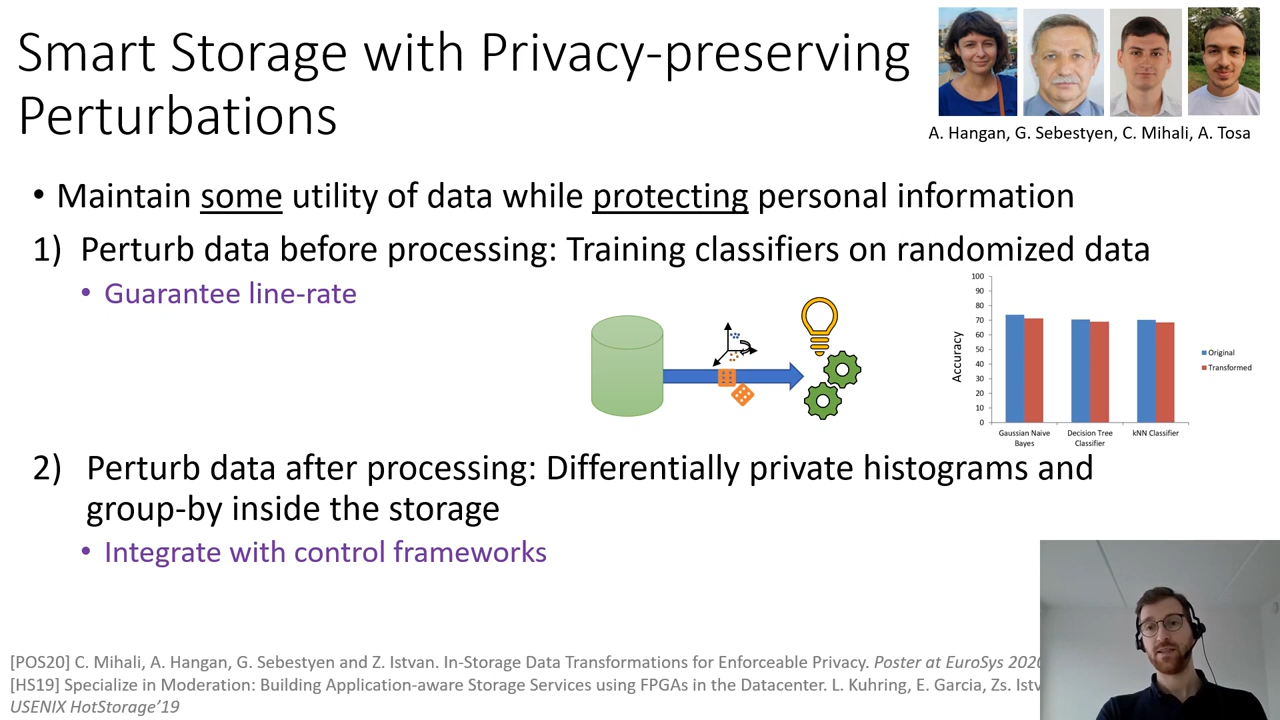 Smart Storage with Privacy-preserving
Perturbations
A. Hangan, G. Sebestyen, C. Mihali, A. Tosa
• Maintain some utility of data while protecting personal information
1) Perturb data before processing: Training classifiers on randomized data
• Guarantee line-rate
100
90
80
70
60
50
40
30
20
10
0
Accuracy
Gaussian Naive
Bayes
Decision Tree
Classifier
kNN Classifier
Original
Transformed
2) Perturb data after processing: Differentially private histograms and
group-by inside the storage
• Integrate with control frameworks
[POS20] C. Mihali, A. Hangan, G. Sebestyen and Z. Istvan. In-Storage Data Transformations for Enforceable Privacy. Poster at EuroSys 2020
[HS19] Specialize in Moderation: Building Application-aware Storage Services using FPGAs in the Datacenter. L. Kuhring, E. Garcia, Zs. Istv
USENIX HotStorage'19